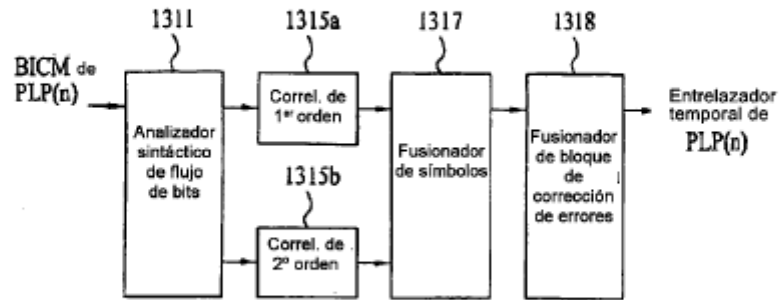 1311
1315a
1317
1318
BICM de
PLP(n)
Analizador
sintáctico
de flujo
de bits
Correl. de
1er orden
1315b
Correl. de
2º orden
Fusionador
de símbolos
Fusionador
de bloque
de
corrección
de errores
Entrelazador
temporal de
PLP(n)